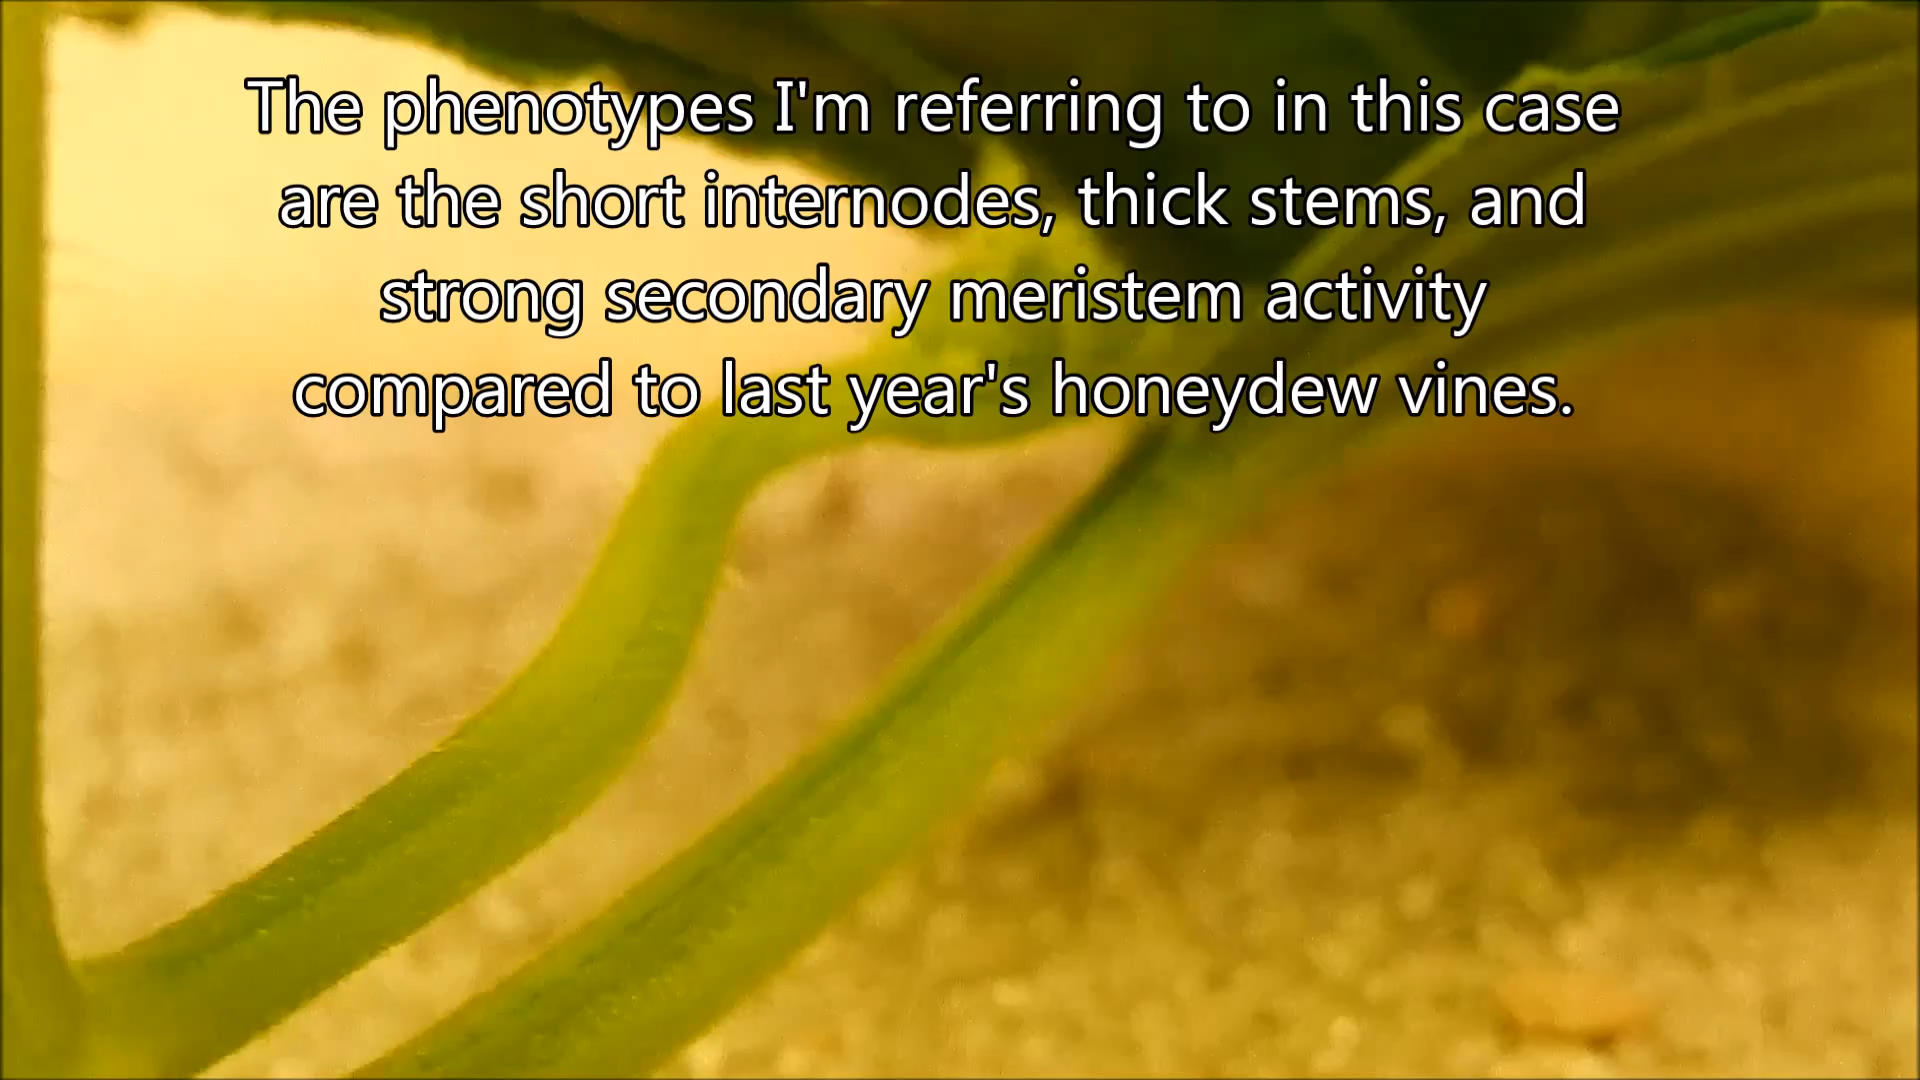 The phenotypes I'm referring to in this case
are the short internodes, thick stems, and
strong secondary meristem activity
compared to last year's honeydew vines.